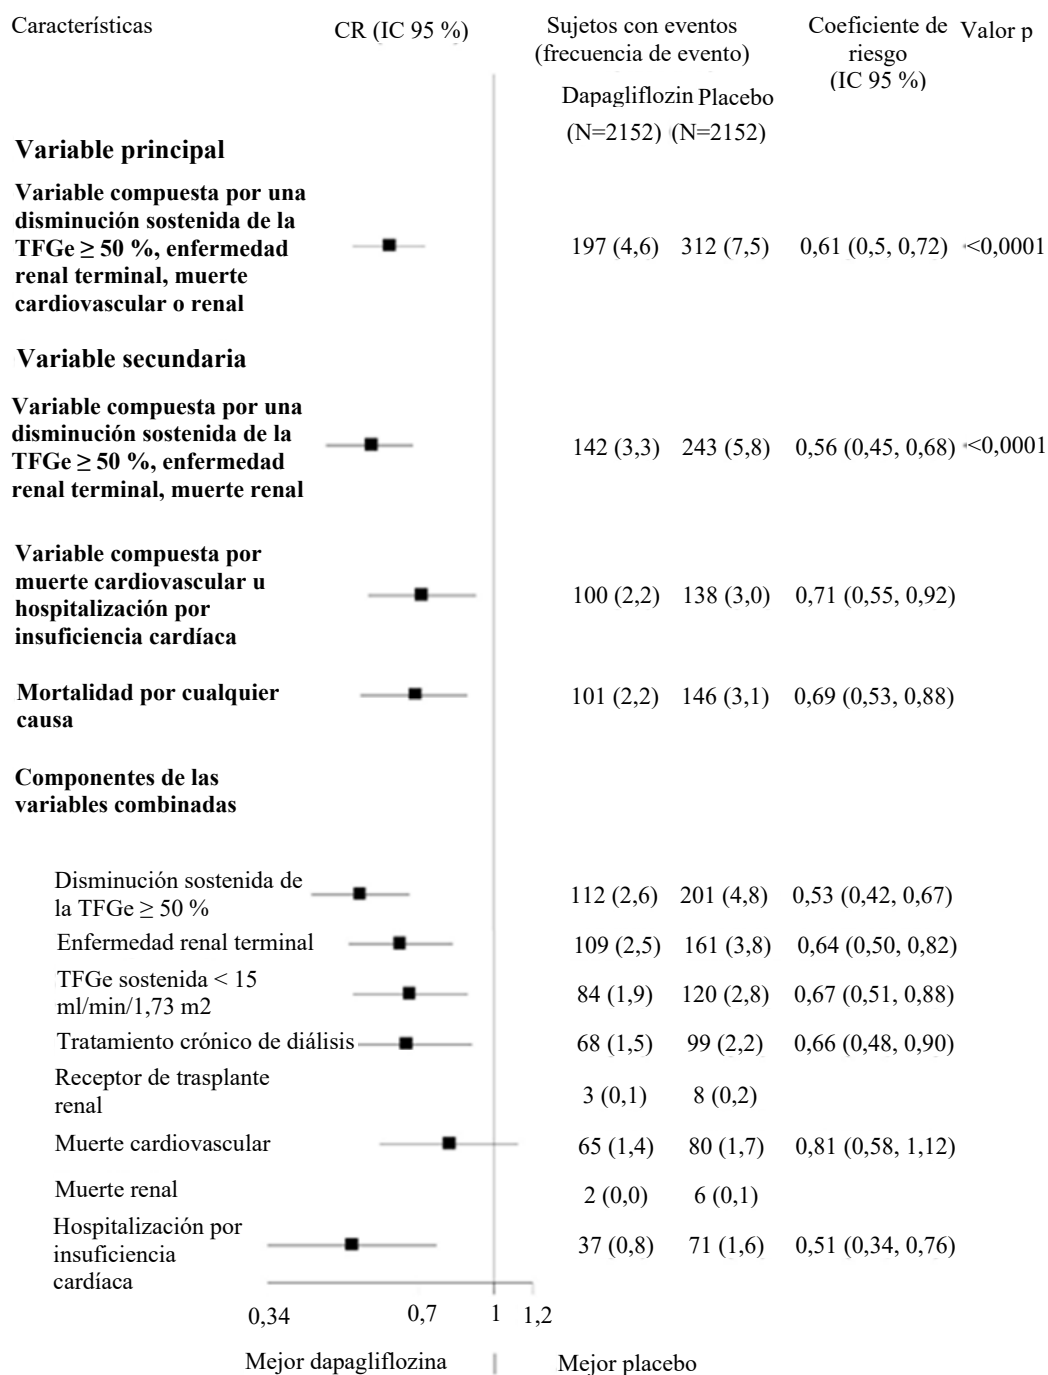 Características CR (IC 95 %) Sujetos con eventos Coeficiente de Valor p
(frecuencia de evento) riesgo
(IC 95 %)
Dapagliflozin Placebo
(N=2152) (N=2152)
Variable principal
Variable compuesta por una
disminución sostenida de la
TFGe ≥ 50 %, enfermedad 197 (4,6) 312 (7,5) 0,61 (0,5, 0,72) <0,0001
renal terminal, muerte
cardiovascular o renal
Variable secundaria
Variable compuesta por una
disminución sostenida de la
TFGe ≥ 50 %, enfermedad 142 (3,3) 243 (5,8) 0,56 (0,45, 0,68) <0,0001
renal terminal, muerte renal
Variable compuesta por
muerte cardiovascular u
hospitalización por 100 (2,2) 138 (3,0) 0,71 (0,55, 0,92)
insuficiencia cardíaca
Mortalidad por cualquier 101 (2,2) 146 (3,1) 0,69 (0,53, 0,88)
causa
Componentes de las
variables combinadas
Disminución sostenida de
la TFGe ≥ 50 % 112 (2,6) 201 (4,8) 0,53 (0,42, 0,67)
Enfermedad renal terminal 109 (2,5) 161 (3,8) 0,64 (0,50, 0,82)
TFGe sostenida < 15
ml/min/1,73 m2 84 (1,9) 120 (2,8) 0,67 (0,51, 0,88)
Tratamiento crónico de diálisis 68 (1,5) 99 (2,2) 0,66 (0,48, 0,90)
Receptor de trasplante
renal 3 (0,1) 8 (0,2)
Muerte cardiovascular 65 (1,4) 80 (1,7) 0,81 (0,58, 1,12)
Muerte renal 2 (0,0) 6 (0,1)
Hospitalización por
insuficiencia 37 (0,8) 71 (1,6) 0,51 (0,34, 0,76)
cardíaca
0,34 0,7 1 1,2
Mejor dapagliflozina Mejor placebo